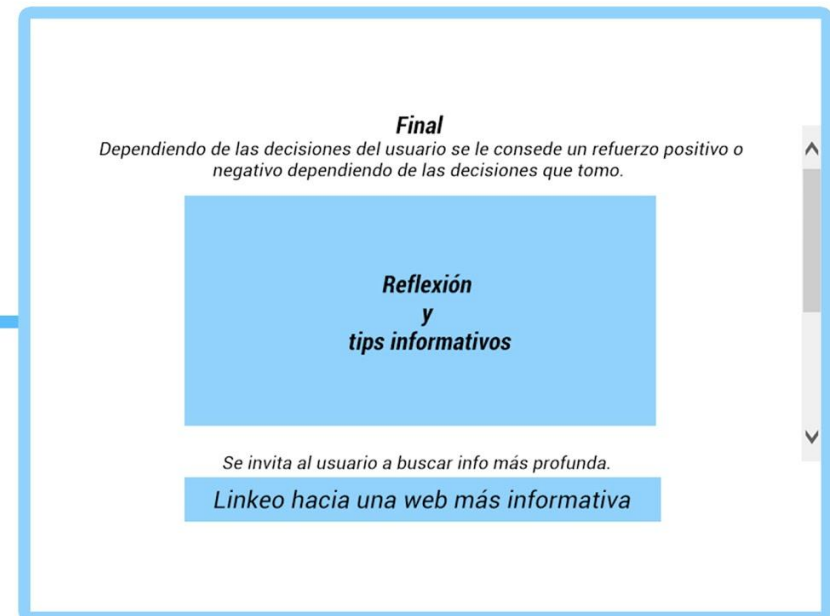 Final
Dependiendo de las decisiones del usuario se le consede un refuerzo positivo o
negativo dependiendo de las decisiones que tomo.
Reflexión
y
tips informativos
Se invita al usuario a buscar info más profunda.
Linkeo hacia una web más informativa